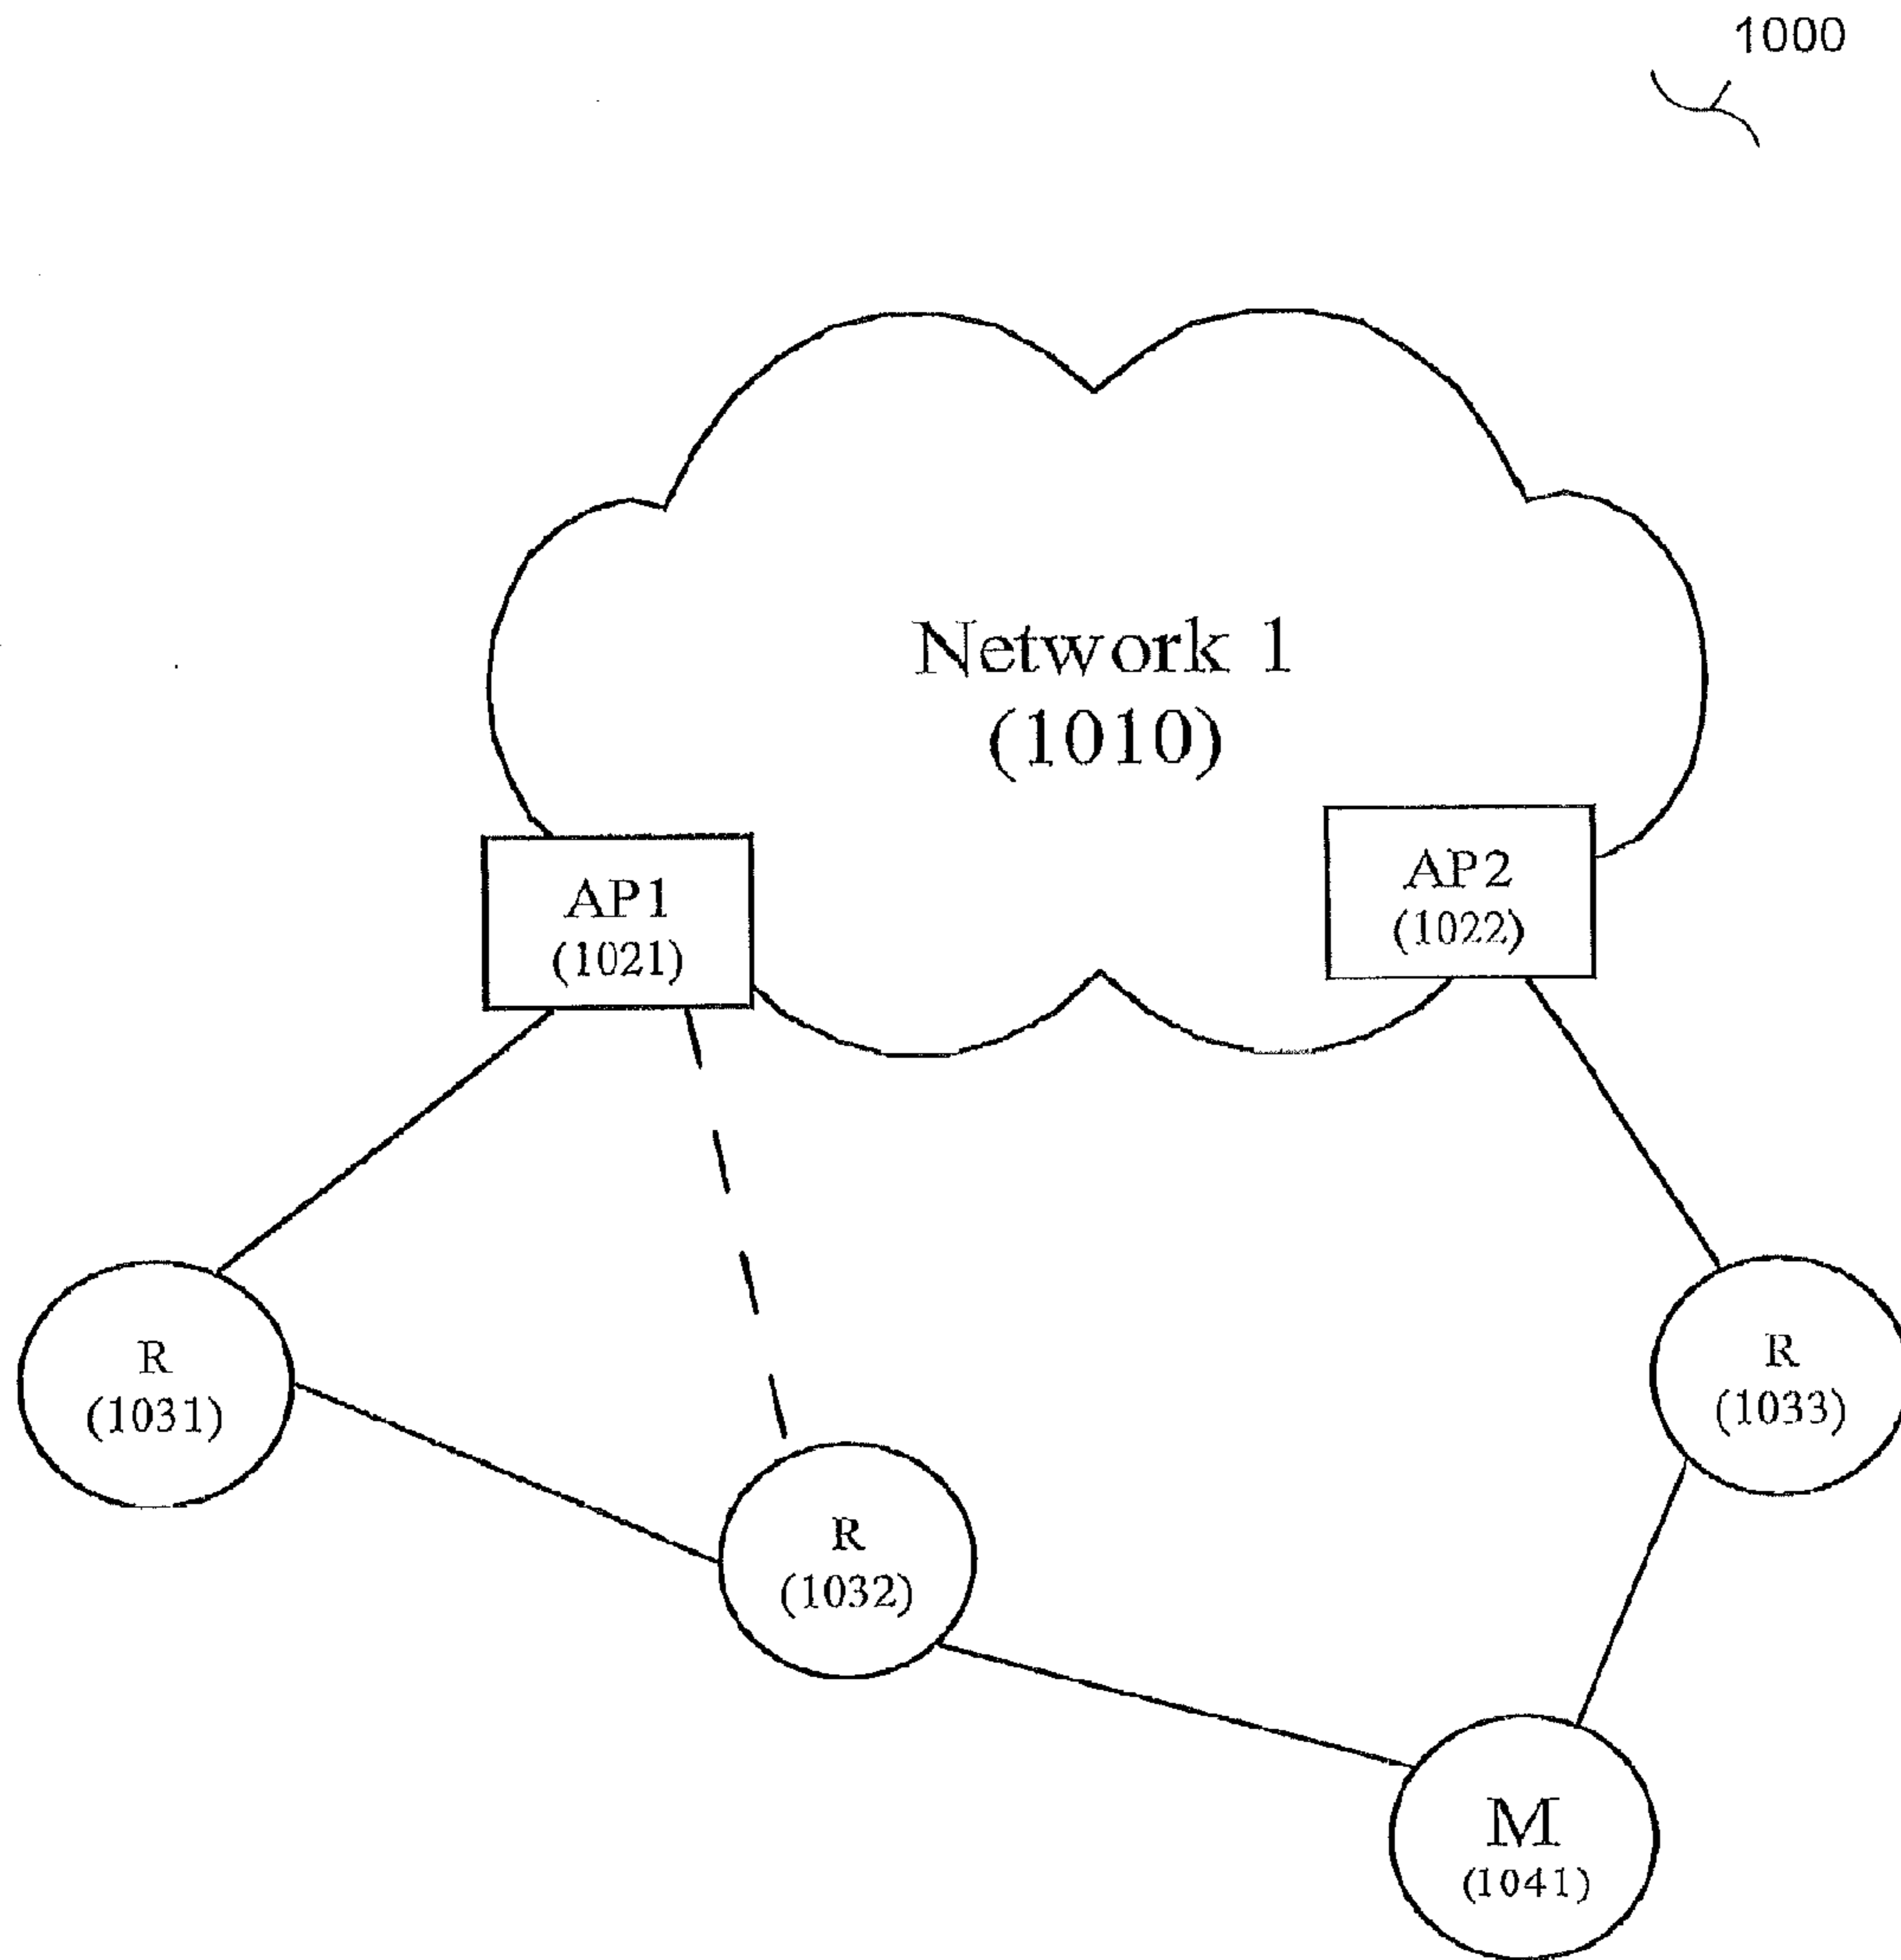 1000
Network 1
(1010)
AP1
(1021)
AP2
(1022)
R
(1031)
R
(1032)
R
(1033)
M
(1041)